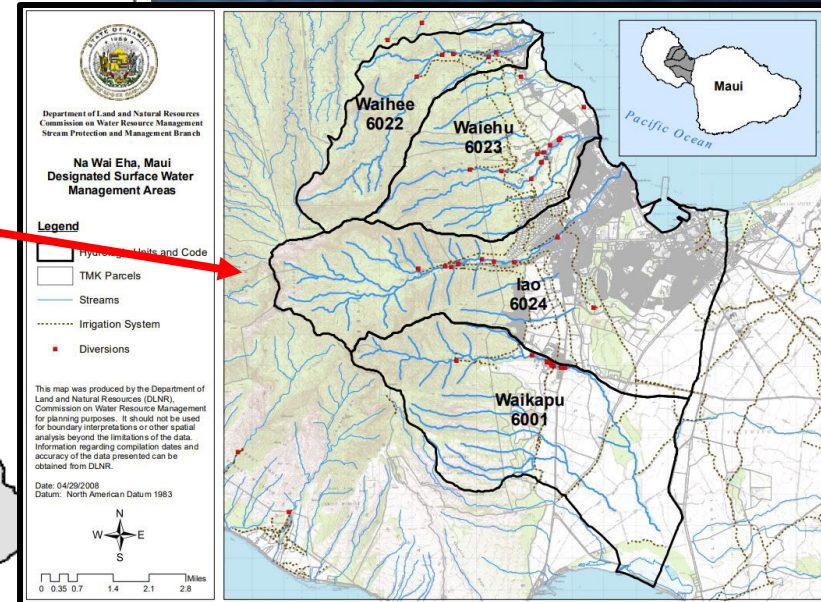 STATE OF HAWAII
1959
Department of Land and Natural Resources
Commission on Water Resource Management
Stream Protection and Management Branch
Na Wai Eha, Maui
Designated Surface Water
Management Areas
Legend
Hydrologic Units and Code
TMK Parcels
Streams
Irrigation System
Diversions
This map was produced by the Department of
Land and Natural Resources (DLNR),
Commission on Water Resource Management
for planning purposes. It should not be used
for boundary interpretations or other spatial
analysis beyond the limitations of the data.
Information regarding compilation dates and
accuracy of the data presented can be
obtained from DLNR.
Date: 04/29/2008
Datum: North American Datum 1983
N
W E
S
Miles
0 0.35 0.7 1.4 2.1 2.8
Waihee
6022
Waiehu
6023
Iao
6024
Waikapu
6001
Maui
Pacific Ocean